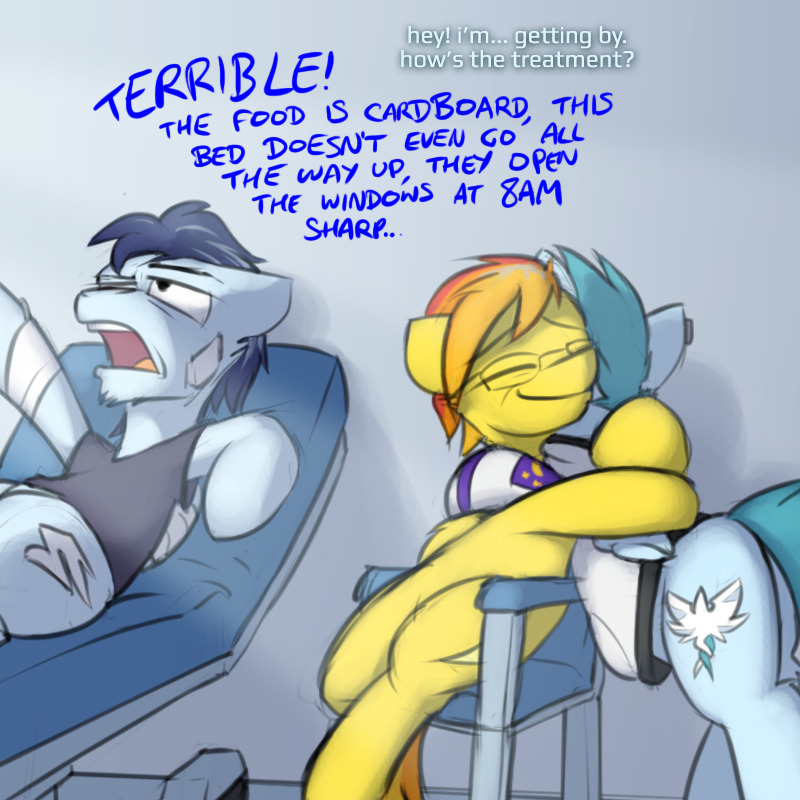 hey! i'm... getting by.
how's the treatment?
TERRIBLE!
THE FOOD IS CARDBOARD, THIS
BED DOESN'T EVEN GO ALL
THE WAY UP, THEY OPEN
THE WINDOWS AT 8AM
SHARP...